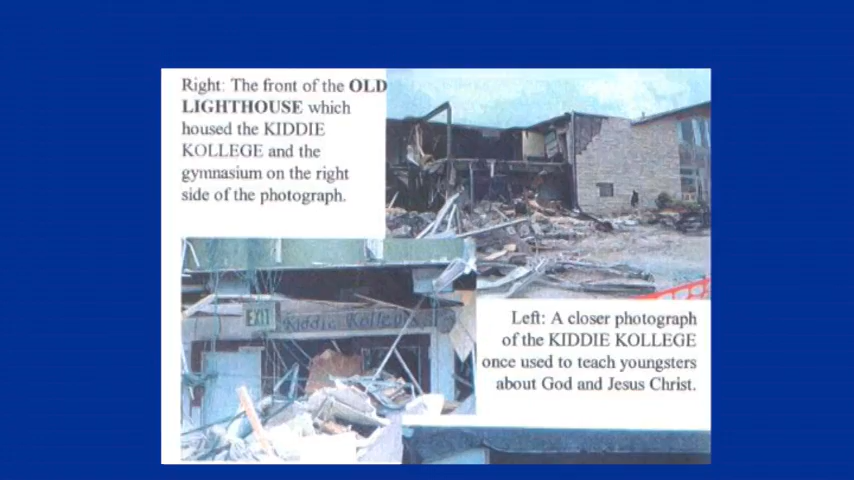 Right: The front of the OLD
LIGHTHOUSE which
housed the KIDDIE
KOLLEGE and the
gymnasium on the right
side of the photograph.
EXIT
Kiddie Kollege
Left: A closer photograph
of the KIDDIE KOLLEGE
once used to teach youngsters
about God and Jesus Christ.